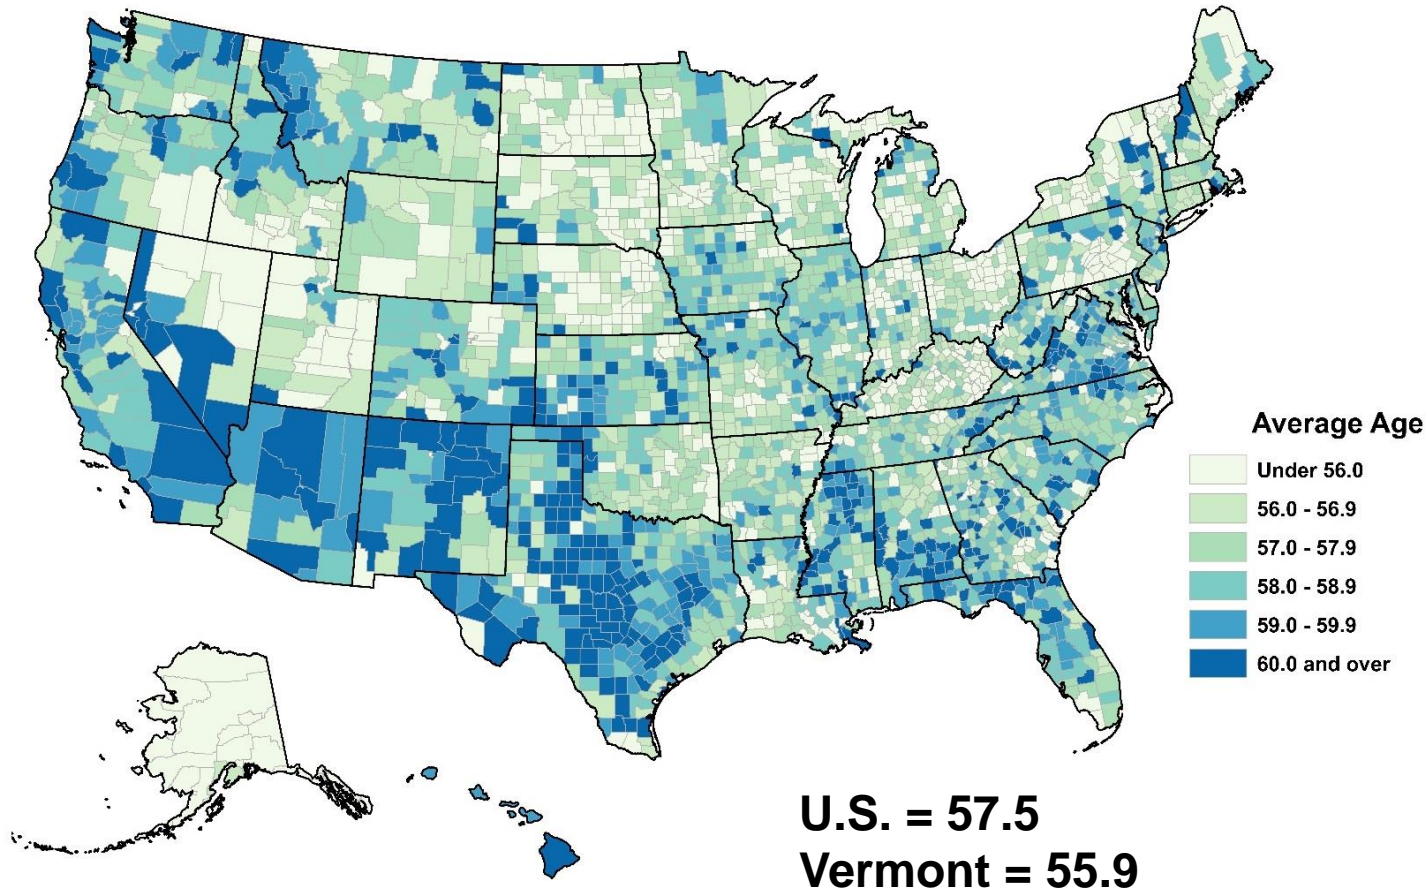 Average Age
Under 56.0
56.0 - 56.9
57.0 - 57.9
58.0 - 58.9
59.0 - 59.9
60.0 and over
U.S. = 57.5
Vermont = 55.9